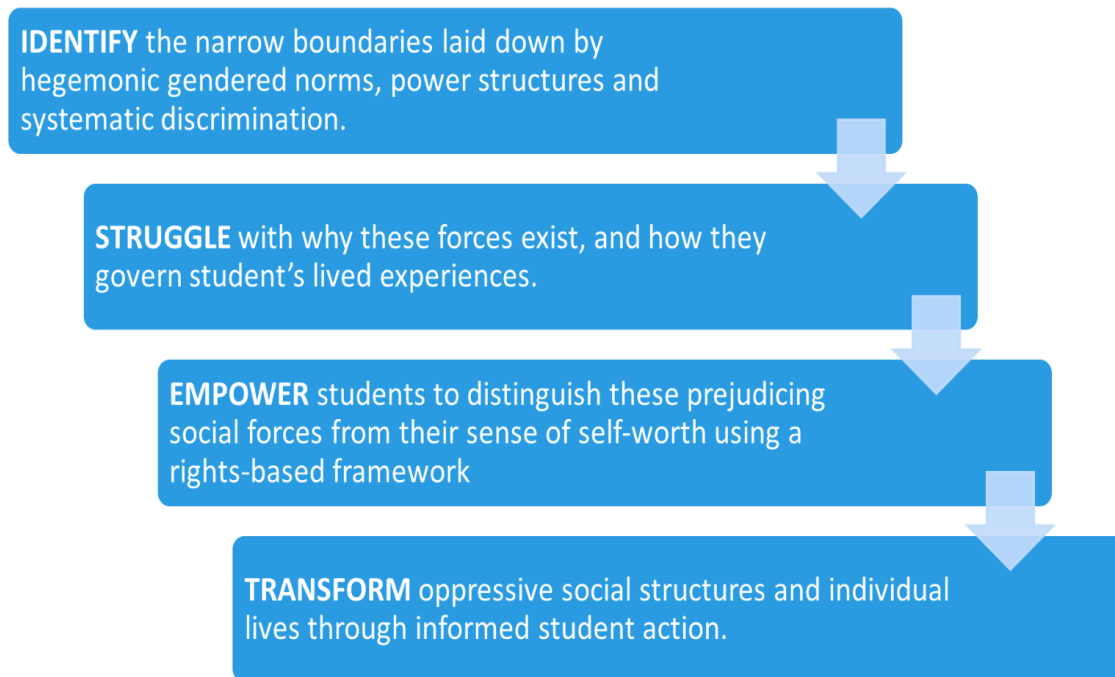 IDENTIFY the narrow boundaries laid down by
hegemonic gendered norms, power structures and
systematic discrimination.
STRUGGLE with why these forces exist, and how they
govern student’s lived experiences.
EMPOWER students to distinguish these prejudicing
social forces from their sense of self-worth using a
rights-based framework
TRANSFORM oppressive social structures and individual
lives through informed student action.